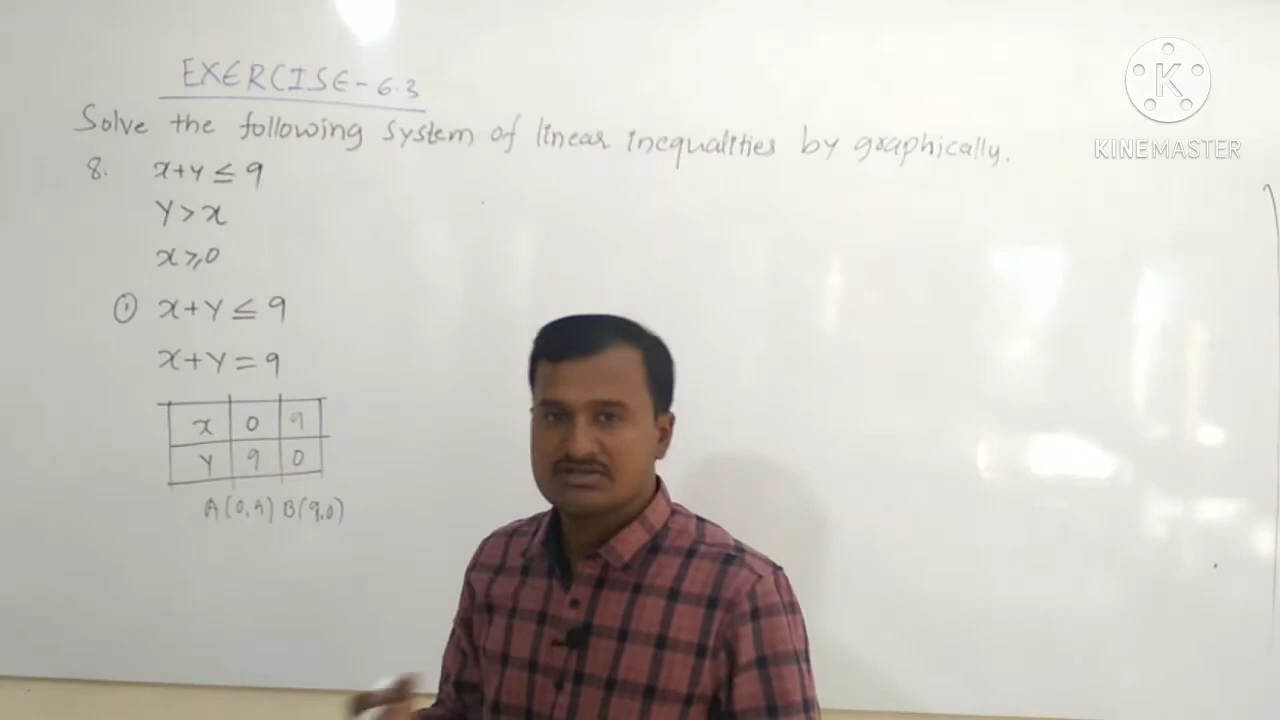 EXERCISE-6.3
Solve the following system of linear inequalities by graphically.
8. x+y ≤ 9
y > x
x ≥ 0
① x+y ≤ 9
x+y = 9
x 0 9
y 9 0
A(0,9) B(9,0)
K
KINEMASTER